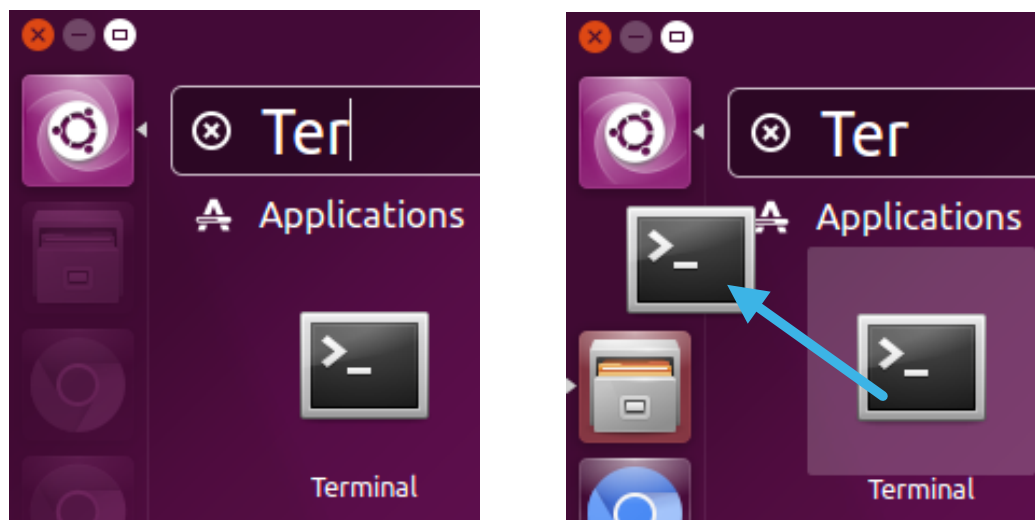 Ter
Applications
Terminal
Ter
Applications
Terminal